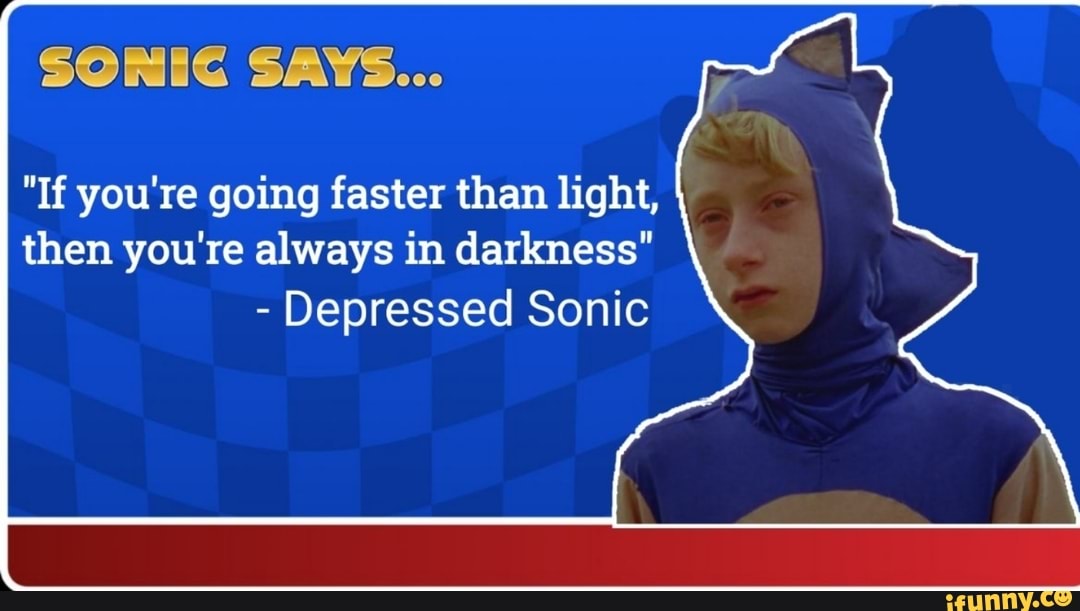 SONIC SAYS...
"If you're going faster than light,
then you're always in darkness"
- Depressed Sonic
ifunny.co